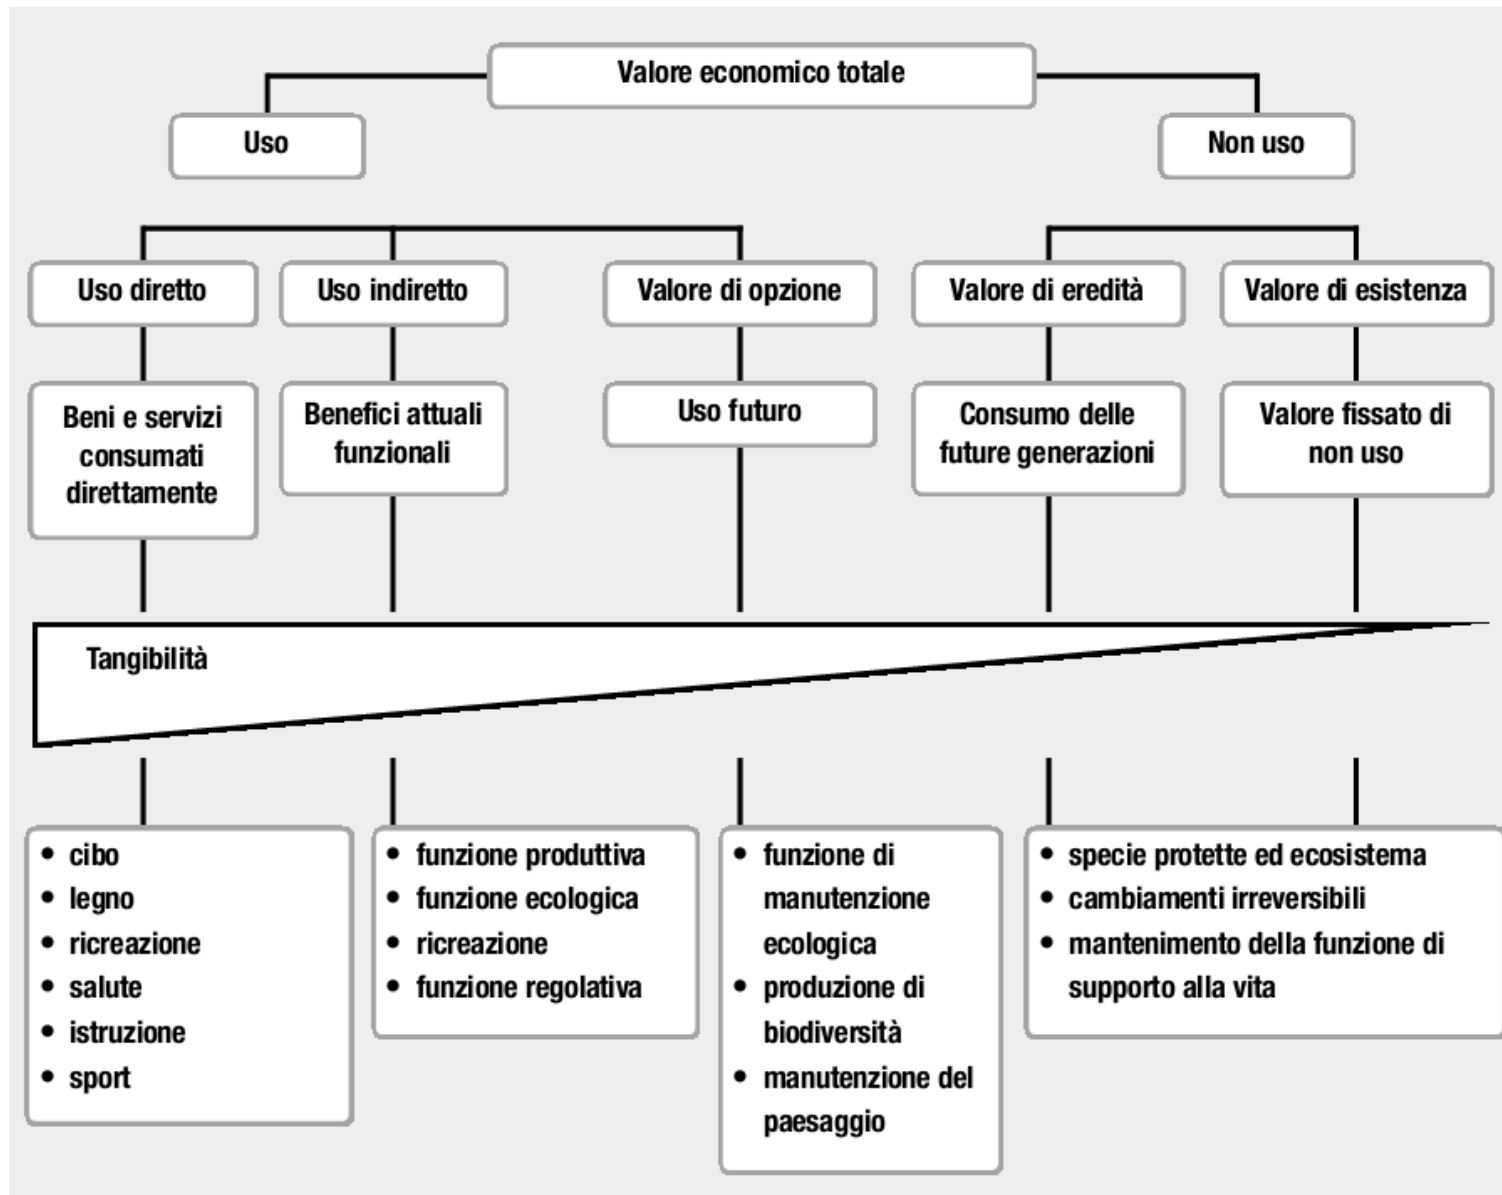 Valore economico totale
Uso
Non uso
Uso diretto
Uso indiretto
Valore di opzione
Valore di eredità
Valore di esistenza
Beni e servizi
consumati
direttamente
Benefici attuali
funzionali
Uso futuro
Consumo delle
future generazioni
Valore fissato di
non uso
Tangibilità
• cibo
• legno
• ricreazione
• salute
• istruzione
• sport
• funzione produttiva
• funzione ecologica
• ricreazione
• funzione regolativa
• funzione di
manutenzione
ecologica
• produzione di
biodiversità
• manutenzione del
paesaggio
• specie protette ed ecosistema
• cambiamenti irreversibili
• mantenimento della funzione di
supporto alla vita